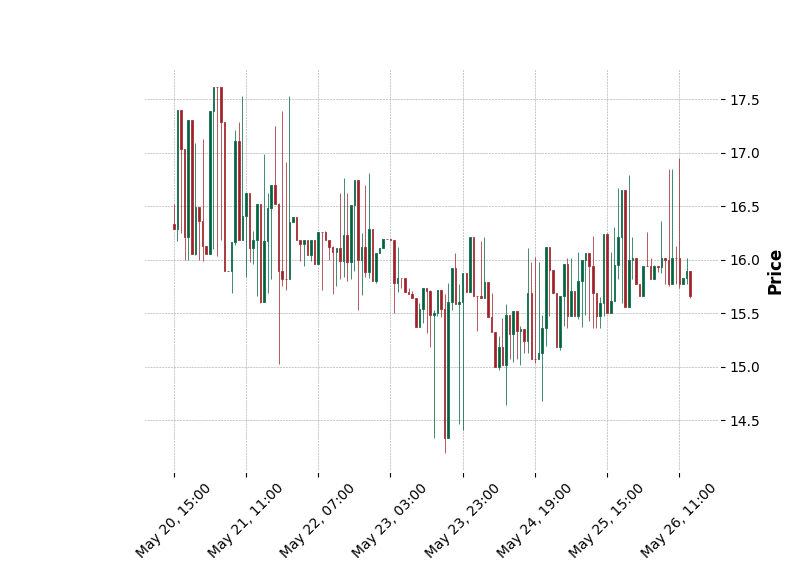 17.5
17.0
16.5
16.0
15.5
15.0
14.5
Price
May 20, 15:00
May 21, 11:00
May 22, 07:00
May 23, 03:00
May 23, 23:00
May 24, 19:00
May 25, 15:00
May 26, 11:00